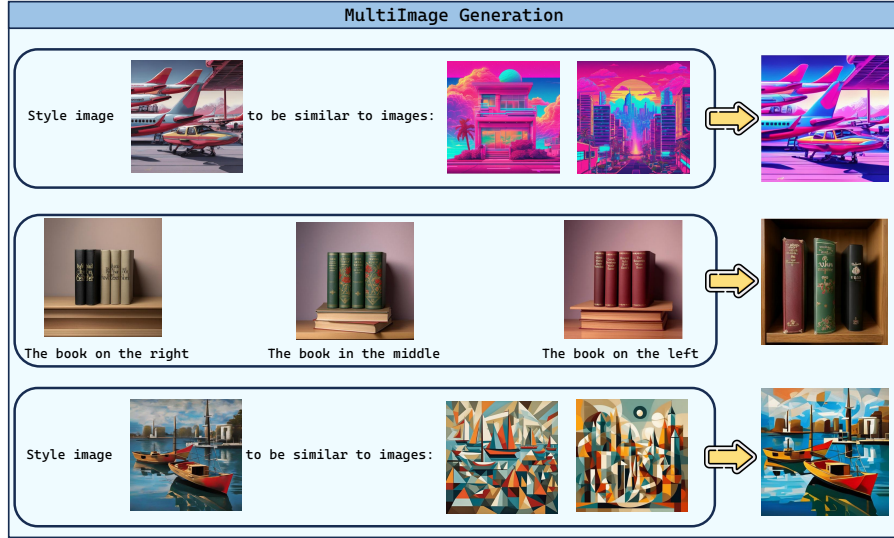 MultiImage Generation
Style image to be similar to images:
The book on the right The book in the middle The book on the left
Style image to be similar to images: